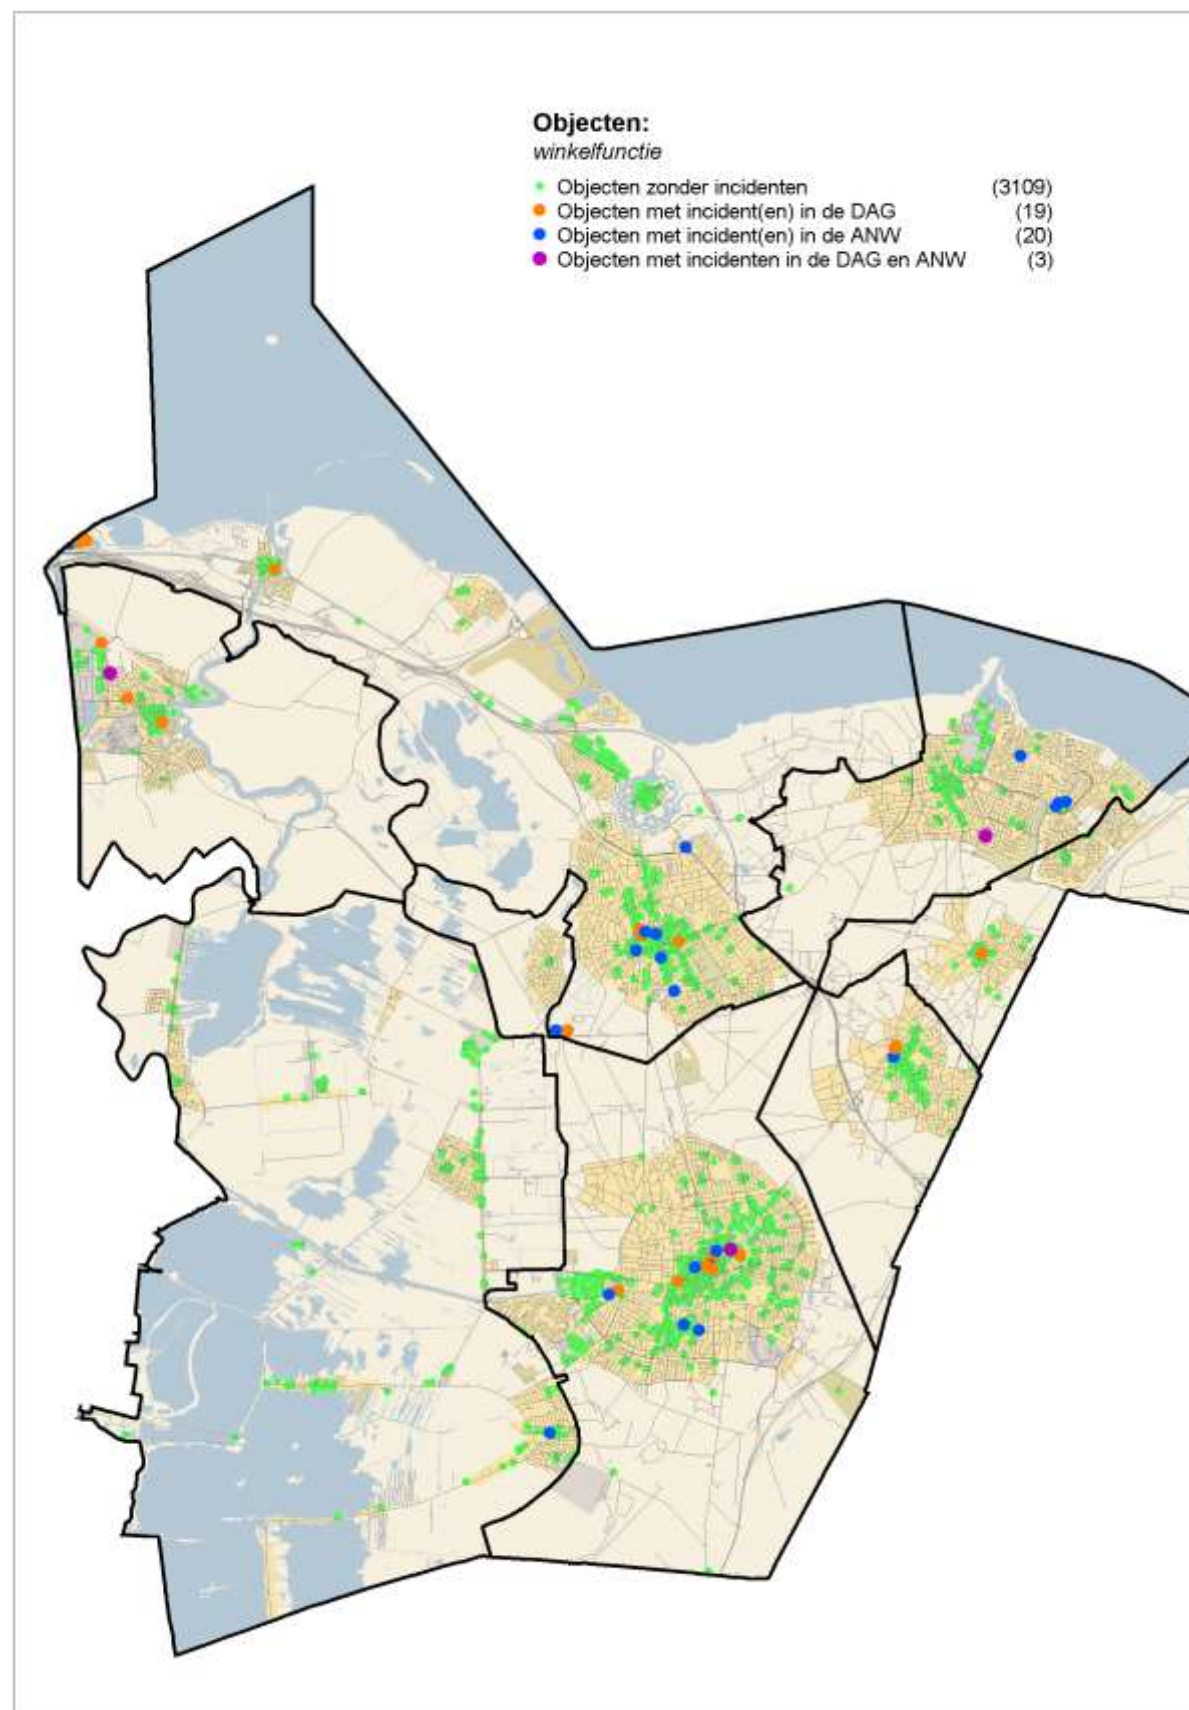 Objecten:
winkelfunctie
Objecten zonder incidenten (3109)
Objecten met incident(en) in de DAG (19)
Objecten met incident(en) in de ANW (20)
Objecten met incidenten in de DAG en ANW (3)